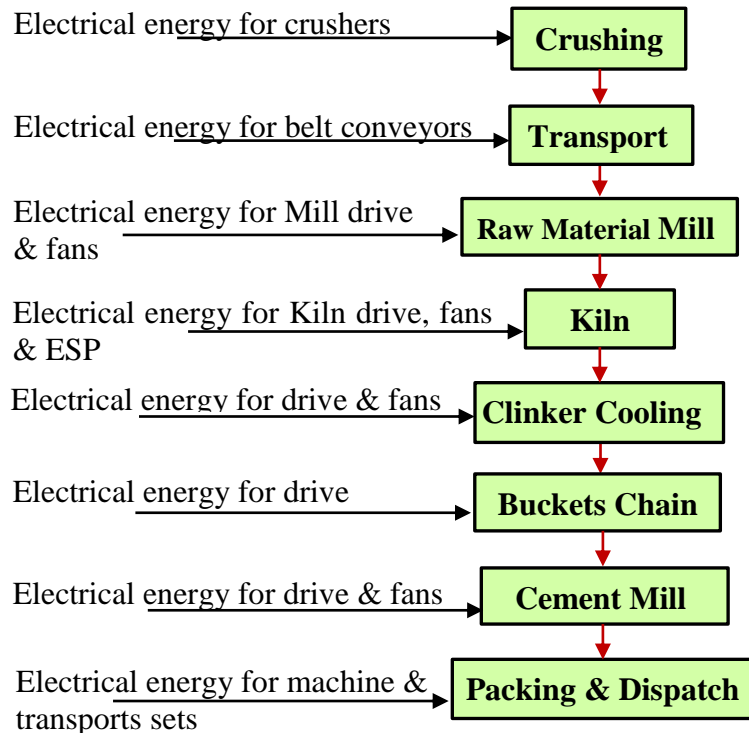 Electrical energy for crushers
Crushing
Electrical energy for belt conveyors
Transport
Electrical energy for Mill drive
& fans
Raw Material Mill
Electrical energy for Kiln drive, fans
& ESP
Kiln
Electrical energy for drive & fans
Clinker Cooling
Electrical energy for drive
Buckets Chain
Electrical energy for drive & fans
Cement Mill
Electrical energy for machine &
transports sets
Packing & Dispatch